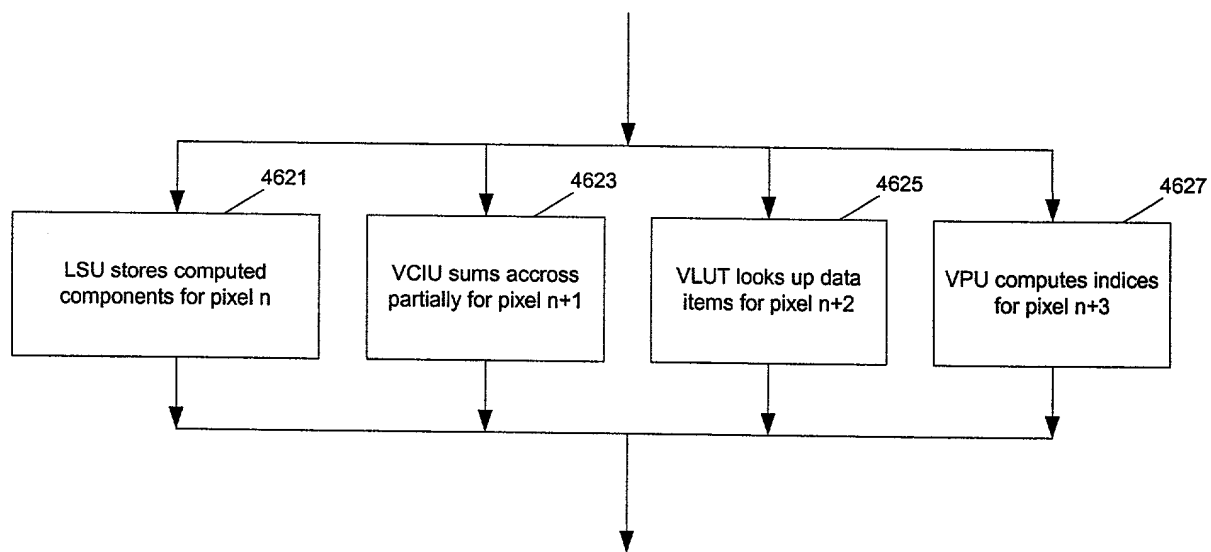 4621
4623
4625
4627
LSU stores computed
components for pixel n
VCIU sums accross
partially for pixel n+1
VLUT looks up data
items for pixel n+2
VPU computes indices
for pixel n+3